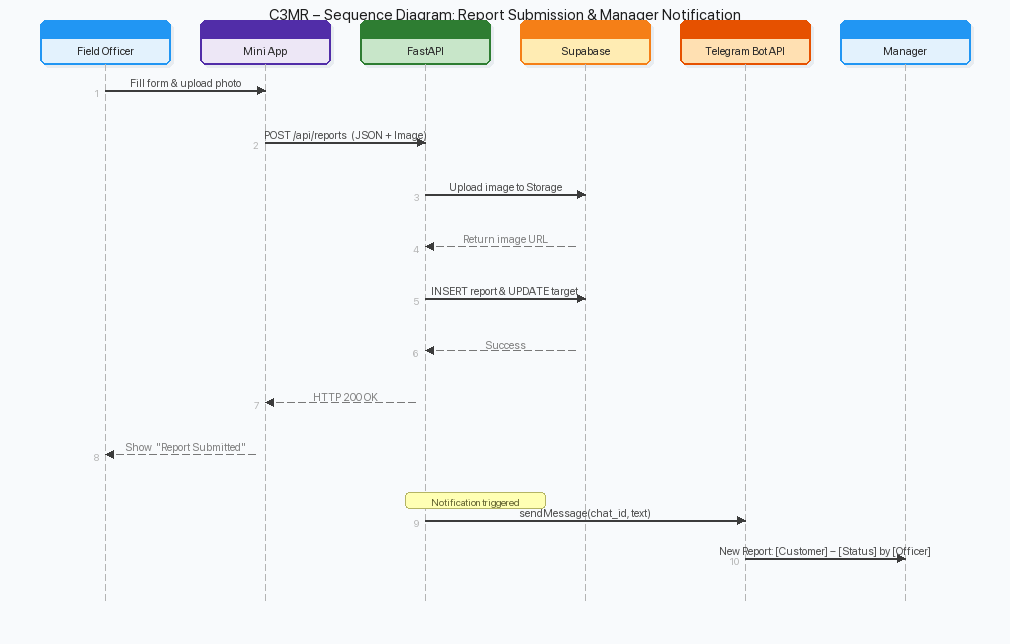 C3MR – Sequence Diagram: Report Submission & Manager Notification
Field Officer
Mini App
FastAPI
Supabase
Telegram Bot API
Manager
Fill form & upload photo
1
POST /api/reports (JSON + Image)
2
Upload image to Storage
3
Return image URL
4
INSERT report & UPDATE target
5
Success
6
HTTP 200 OK
7
Show "Report Submitted"
8
Notification triggered
sendMessage(chat_id, text)
9
New Report: [Customer] – [Status] by [Officer]
10